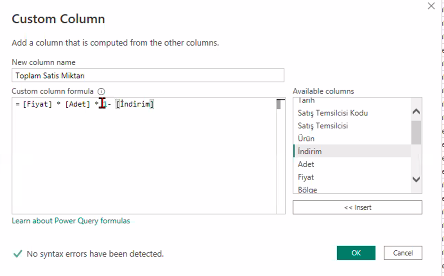 Custom Column
Add a column that is computed from the other columns.
New column name
Toplam Satis Miktarı
Custom column formula
Available columns
= [Fiyat] * [Adet] * - [İndirim]
Tarih
Satış Temsilcisi Kodu
Satış Temsilcisi
Ürün
İndirim
Adet
Fiyat
Bölge
<< Insert
Learn about Power Query formulas
No syntax errors have been detected.
OK
Cancel